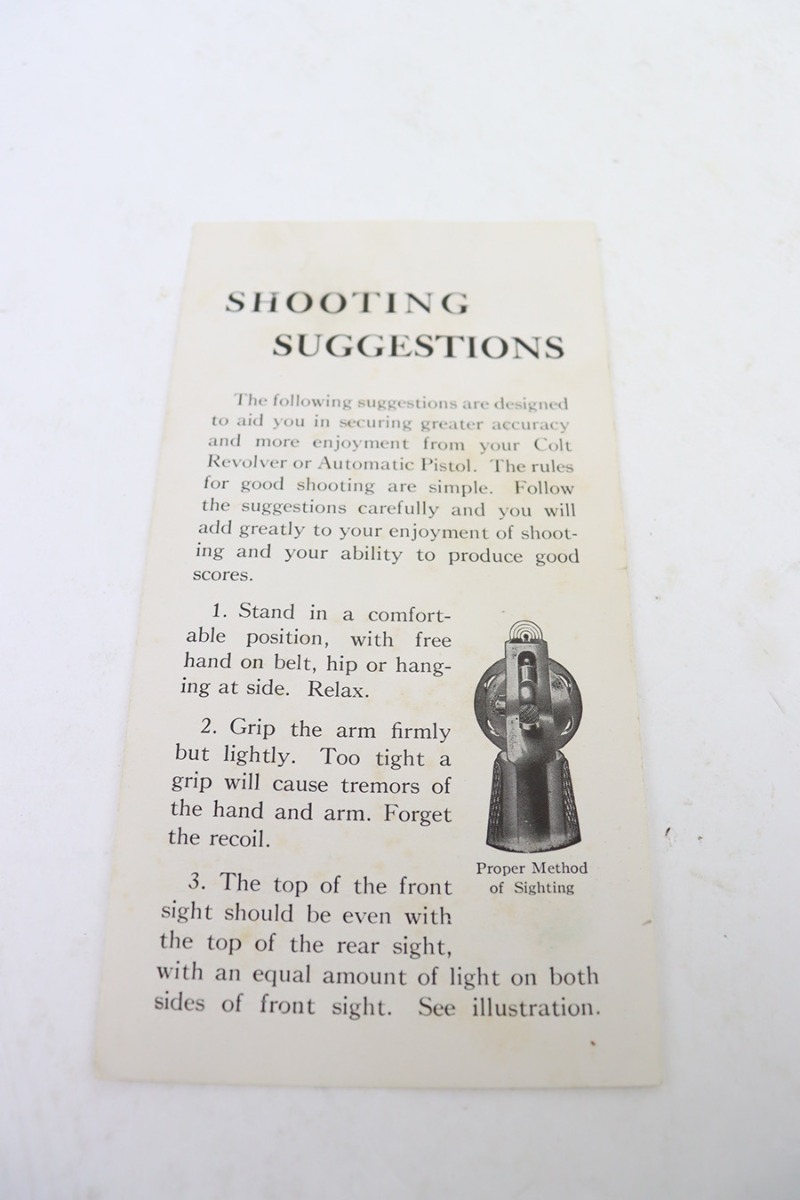 SHOOTING
SUGGESTIONS
The following suggestions are designed
to aid you in securing greater accuracy
and more enjoyment from your Colt
Revolver or Automatic Pistol. The rules
for good shooting are simple. Follow
the suggestions carefully and you will
add greatly to your enjoyment of shoot-
ing and your ability to produce good
scores.
1. Stand in a comfort-
able position, with free
hand on belt, hip or hang-
ing at side. Relax.
2. Grip the arm firmly
but lightly. Too tight a
grip will cause tremors of
the hand and arm. Forget
the recoil.
Proper Method
of Sighting
3. The top of the front
sight should be even with
the top of the rear sight,
with an equal amount of light on both
sides of front sight. See illustration.